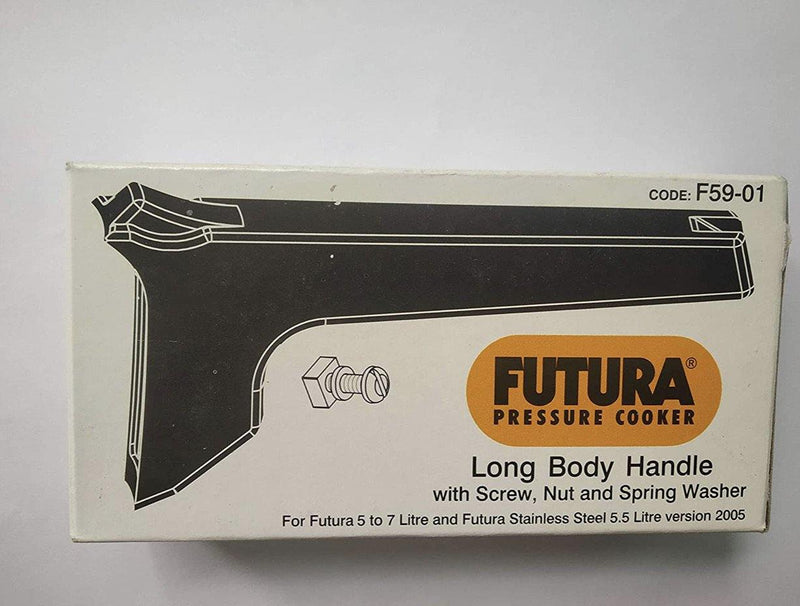 CODE: F59-01
FUTURA®
PRESSURE COOKER
Long Body Handle
with Screw, Nut and Spring Washer
For Futura 5 to 7 Litre and Futura Stainless Steel 5.5 Litre version 2005